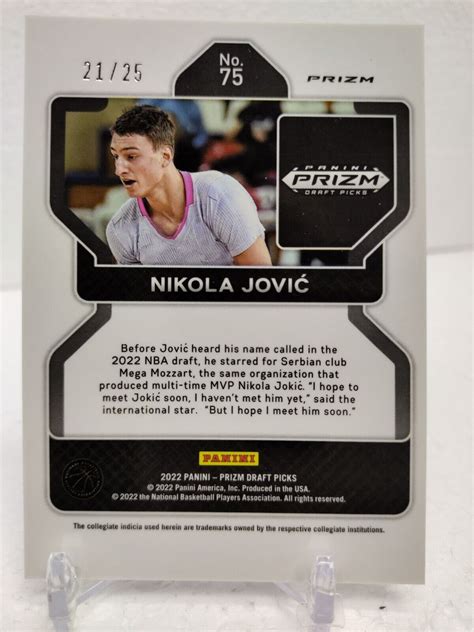 21/25
No.
75
PRIZM
PANINI
PRIZM
DRAFT PICKS
NIKOLA JOVIĆ
Before Jović heard his name called in the
2022 NBA draft, he starred for Serbian club
Mega Mozzart, the same organization that
produced multi-time MVP Nikola Jokić. “I hope to
meet Jokić soon, I haven’t met him yet,” said the
international star. “But I hope I meet him soon.”
PANINI
2022 PANINI – PRIZM DRAFT PICKS
© 2022 Panini America, Inc. Produced in the USA.
© 2022 the National Basketball Players Association. All rights reserved.
The collegiate indicia used herein are trademarks owned by the respective collegiate institutions.